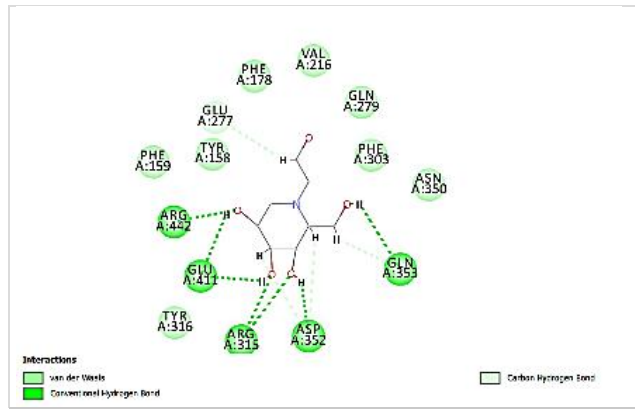 VAL
A:216
PHE
A:178
GLN
A:279
GLU
A:277
TYR
A:158
PHE
A:303
PHE
A:159
ASN
A:350
N
O
H
O
H
ARG
A:442
O
H
H
H
GLN
A:353
GLU
A:411
H
O
O
H
H
TYR
A:316
ARG
A:315
ASP
A:352
Interactions
van der Waals
Conventional Hydrogen Bond
Carbon Hydrogen Bond